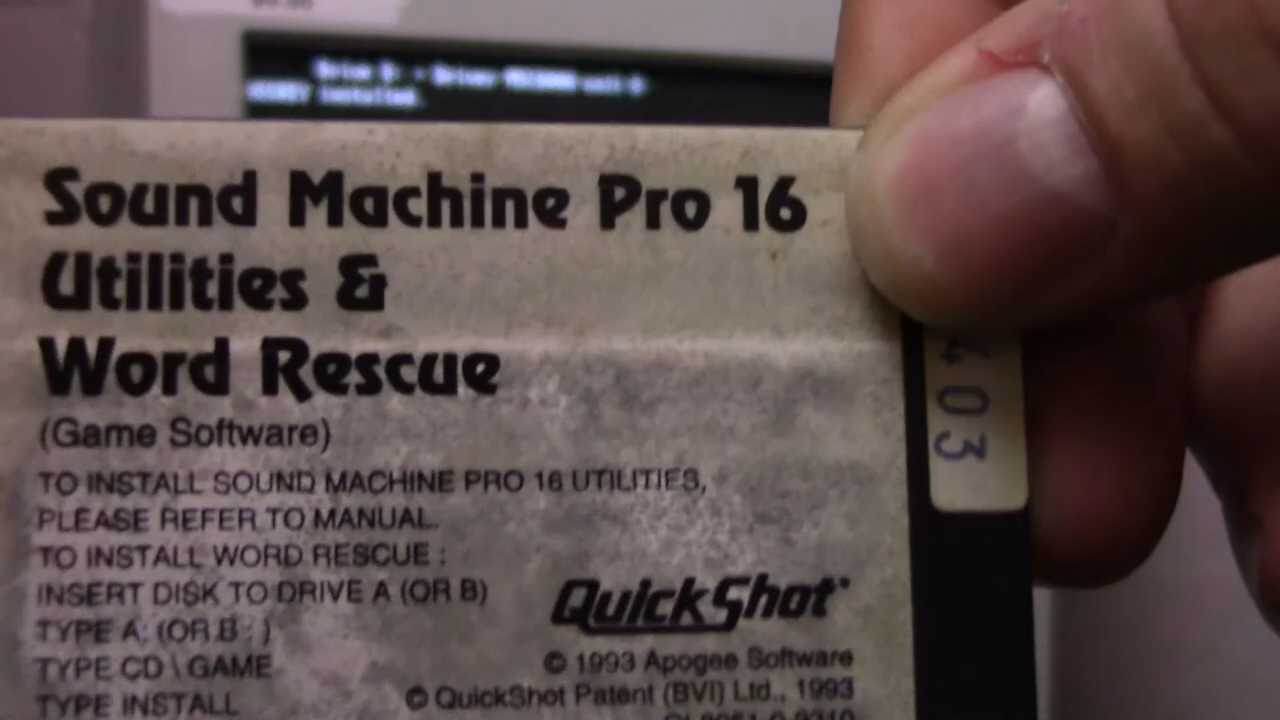 Sound Machine Pro 16
Utilities &
Word Rescue
(Game Software)
TO INSTALL SOUND MACHINE PRO 16 UTILITIES,
PLEASE REFER TO MANUAL.
TO INSTALL WORD RESCUE :
INSERT DISK TO DRIVE A (OR B)
TYPE A: (OR B : )
TYPE CD \ GAME
TYPE INSTALL
QuickShot
© 1993 Apogee Software
© QuickShot Patent (BVI) Ltd., 1993
403
installed.